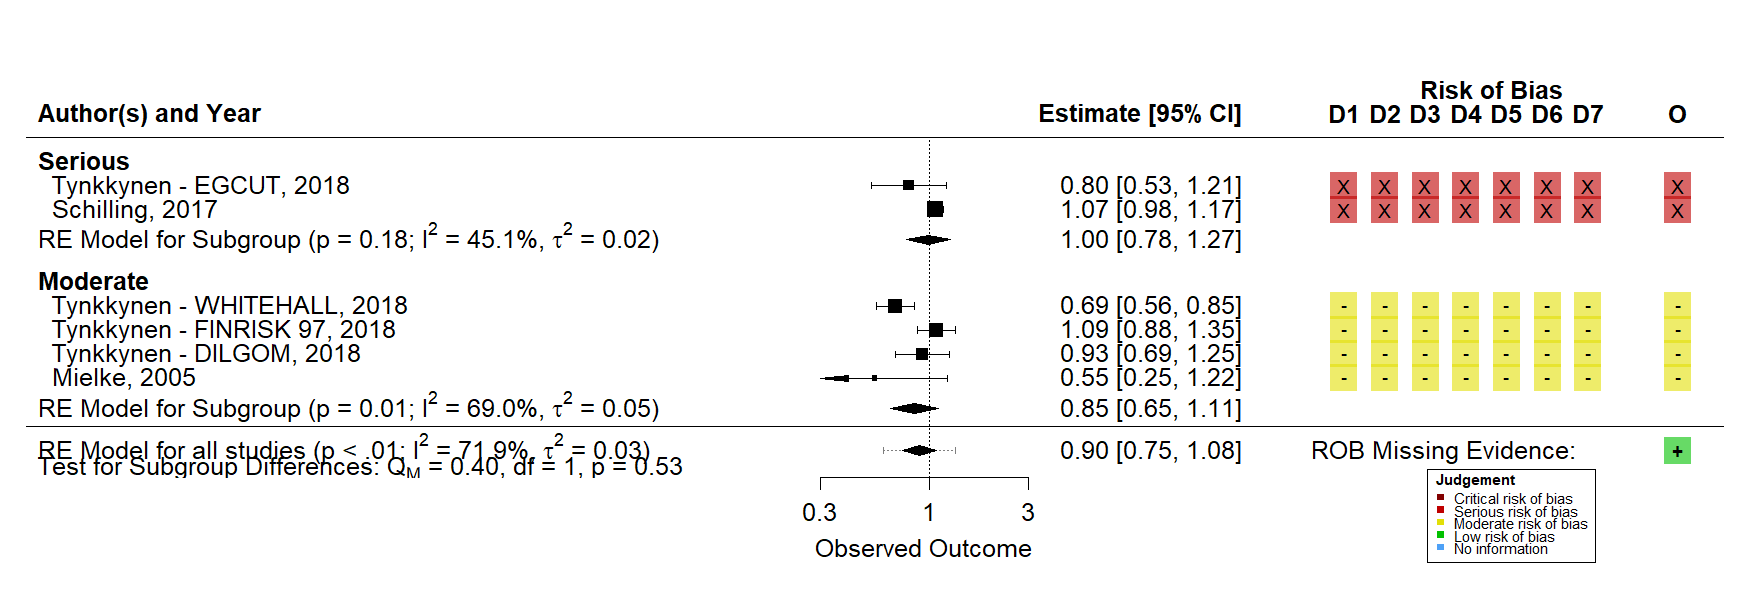 Risk of Bias
Author(s) and Year Estimate [95% CI] D1 D2 D3 D4 D5 D6 D7 O
Serious
Tynkkynen - EGCUT, 2018 0.80 [0.53, 1.21] X X X X X X X X
Schilling, 2017 1.07 [0.98, 1.17] X X X X X X X X
RE Model for Subgroup (p = 0.18; I² = 45.1%, τ² = 0.02) 1.00 [0.78, 1.27]
Moderate
Tynkkynen - WHITEHALL, 2018 0.69 [0.56, 0.85] - - - - - - - -
Tynkkynen - FINRISK 97, 2018 1.09 [0.88, 1.35] - - - - - - - -
Tynkkynen - DILGOM, 2018 0.93 [0.69, 1.25] - - - - - - - -
Mielke, 2005 0.55 [0.25, 1.22] - - - - - - - -
RE Model for Subgroup (p = 0.01; I² = 69.0%, τ² = 0.05) 0.85 [0.65, 1.11]
RE Model for all studies (p < .01; I² = 71.9%, τ² = 0.03) 0.90 [0.75, 1.08] ROB Missing Evidence: +
Test for Subgroup Differences: Q_M = 0.40, df = 1, p = 0.53
Judgement
Critical risk of bias
Serious risk of bias
Moderate risk of bias
Low risk of bias
No information
0.3 1 3
Observed Outcome